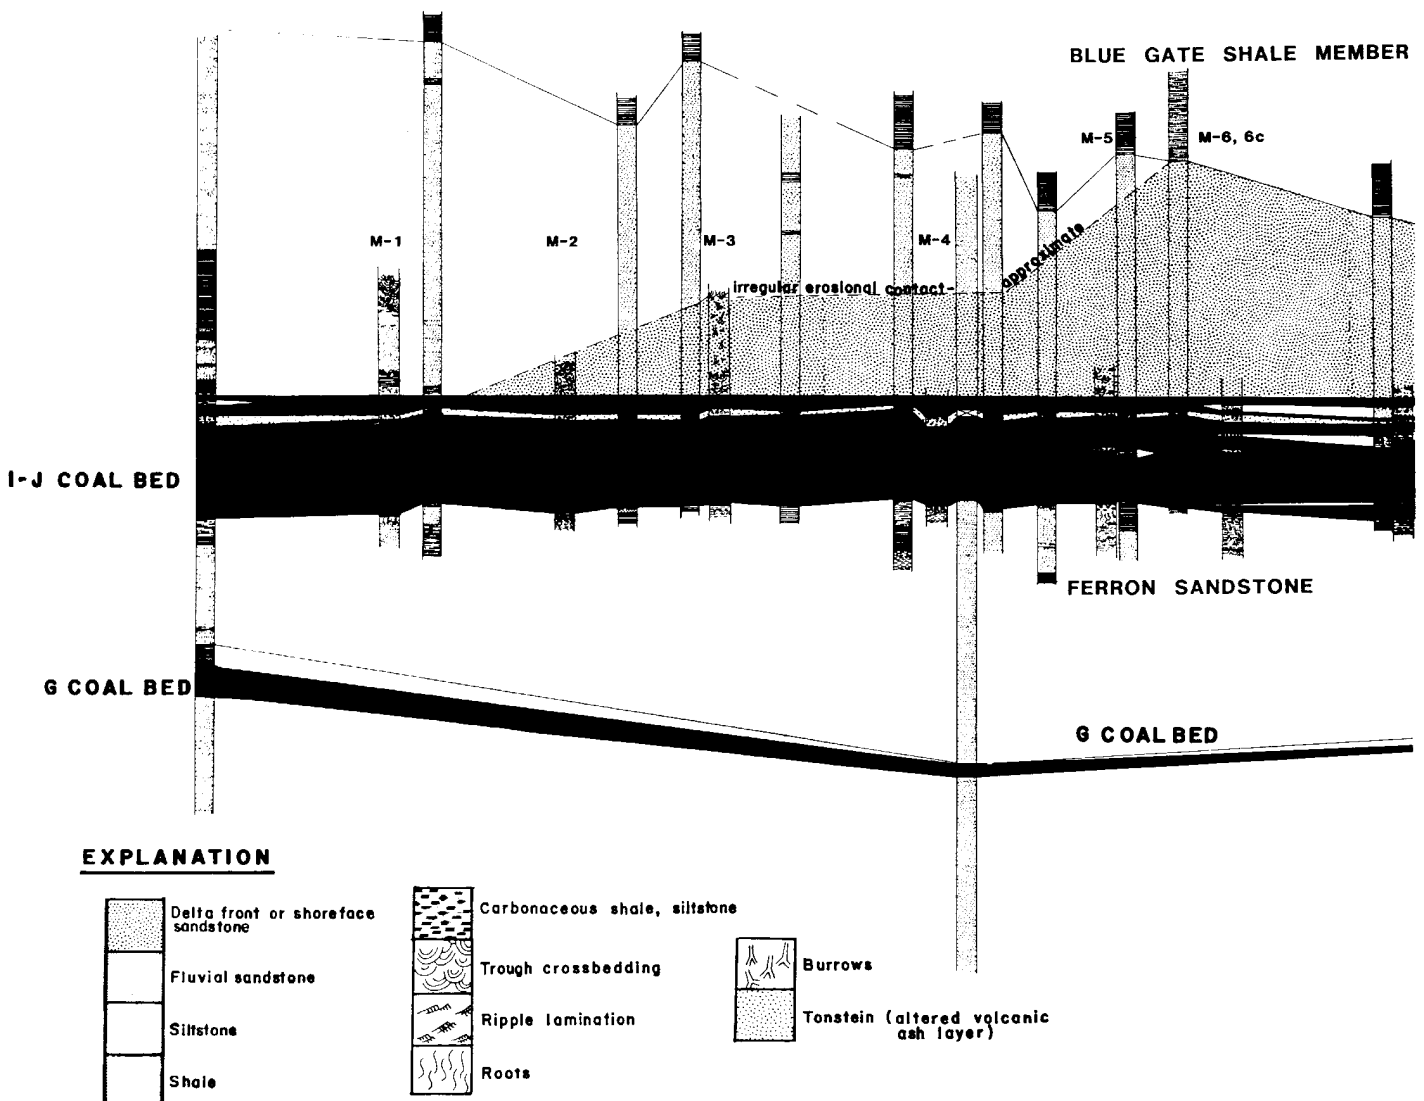 BLUE GATE SHALE MEMBER
M-5
M-6, 6c
M-1
M-2
M-3
M-4
approximate
irregular erosional contact-
I-J COAL BED
FERRON SANDSTONE
G COAL BED
G COAL BED
EXPLANATION
Delta front or shoreface
sandstone
Fluvial sandstone
Siltstone
Shale
Carbonaceous shale, siltstone
Trough crossbedding
Ripple lamination
Roots
Burrows
Tonstein (altered volcanic
ash layer)